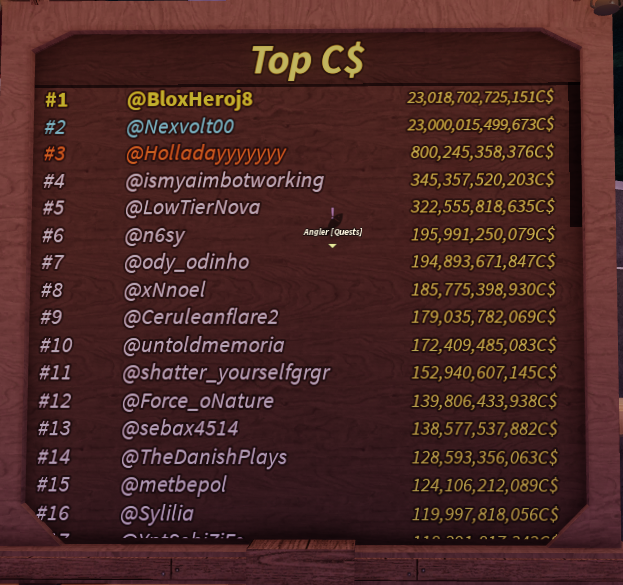 Top C$
#1 @BloxHeroj8 23,018,702,725,151C$
#2 @Nexvolt00 23,000,015,499,673C$
#3 @Holladayyyyyyy 800,245,358,376C$
#4 @ismyaimbotworking 345,357,520,203C$
#5 @LowTierNova 322,555,818,635C$
Angler [Quests]
#6 @n6sy 195,991,250,079C$
#7 @ody_odinho 194,893,671,847C$
#8 @xNnoel 185,775,398,930C$
#9 @Ceruleanflare2 179,035,782,069C$
#10 @untoldmemoria 172,409,485,083C$
#11 @shatter_yourselfgrgr 152,940,607,145C$
#12 @Force_oNature 139,806,433,938C$
#13 @sebax4514 138,577,537,882C$
#14 @TheDanishPlays 128,593,356,063C$
#15 @metbepol 124,106,212,089C$
#16 @Sylilia 119,997,818,056C$